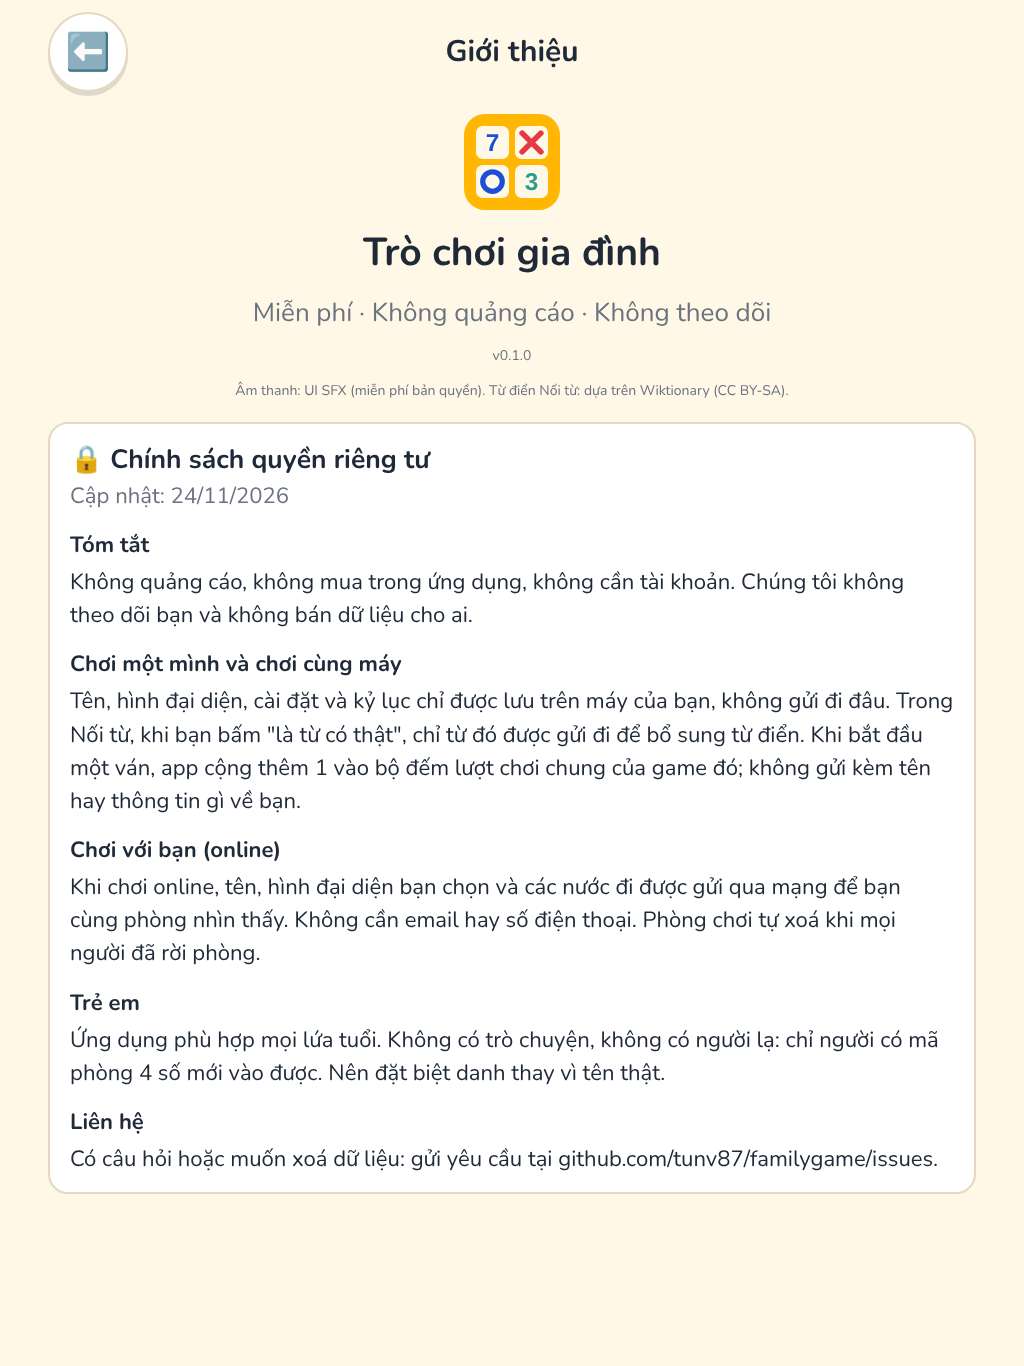 Giới thiệu
7
3
Trò chơi gia đình
Miễn phí · Không quảng cáo · Không theo dõi
v0.1.0
Âm thanh: UI SFX (miễn phí bản quyền). Từ điển Nối từ: dựa trên Wiktionary (CC BY-SA).
🔒 Chính sách quyền riêng tư
Cập nhật: 24/11/2026
Tóm tắt
Không quảng cáo, không mua trong ứng dụng, không cần tài khoản. Chúng tôi không
theo dõi bạn và không bán dữ liệu cho ai.
Chơi một mình và chơi cùng máy
Tên, hình đại diện, cài đặt và kỷ lục chỉ được lưu trên máy của bạn, không gửi đi đâu. Trong
Nối từ, khi bạn bấm "là từ có thật", chỉ từ đó được gửi đi để bổ sung từ điển. Khi bắt đầu
một ván, app cộng thêm 1 vào bộ đếm lượt chơi chung của game đó; không gửi kèm tên
hay thông tin gì về bạn.
Chơi với bạn (online)
Khi chơi online, tên, hình đại diện bạn chọn và các nước đi được gửi qua mạng để bạn
cùng phòng nhìn thấy. Không cần email hay số điện thoại. Phòng chơi tự xoá khi mọi
người đã rời phòng.
Trẻ em
Ứng dụng phù hợp mọi lứa tuổi. Không có trò chuyện, không có người lạ: chỉ người có mã
phòng 4 số mới vào được. Nên đặt biệt danh thay vì tên thật.
Liên hệ
Có câu hỏi hoặc muốn xoá dữ liệu: gửi yêu cầu tại github.com/tunv87/familygame/issues.